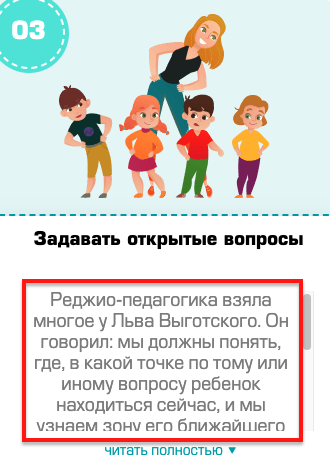 03
Задавать открытые вопросы
Реджио-педагогика взяла
многое у Льва Выготского. Он
говорил: мы должны понять,
где, в какой точке по тому или
иному вопросу ребенок
находиться сейчас, и мы
узнаем зону его ближайшего
читать полностью ▼